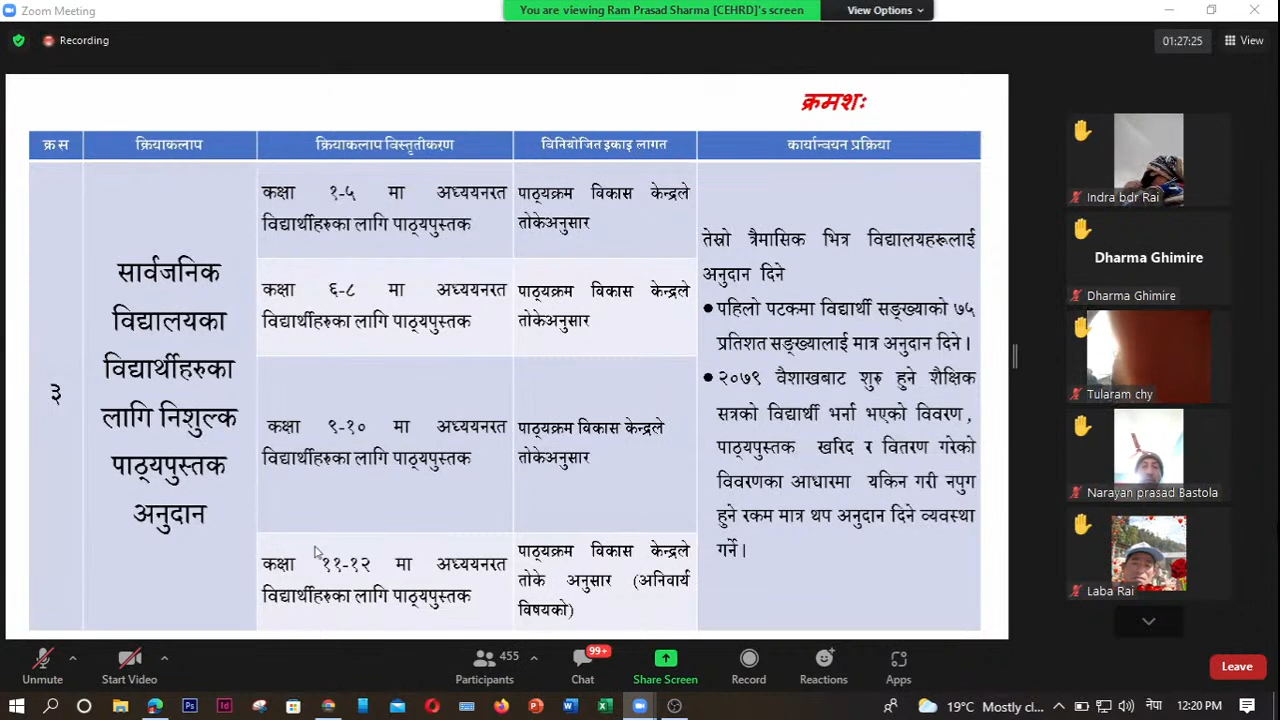 Zoom Meeting
You are viewing Ram Prasad Sharma [CEHRD]'s screen
View Options
Recording
01:27:25
View
क्रमशः
क्र स
क्रियाकलाप
क्रियाकलाप विस्तृतीकरण
विनियोजित इकाइ लागत
कार्यान्वयन प्रक्रिया
३
सार्वजनिक
विद्यालयका
विद्यार्थीहरुका
लागि निशुल्क
पाठ्यपुस्तक
अनुदान
कक्षा १-५ मा अध्ययनरत
विद्यार्थीहरुका लागि पाठ्यपुस्तक
पाठ्यक्रम विकास केन्द्रले
तोकेअनुसार
कक्षा ६-८ मा अध्ययनरत
विद्यार्थीहरुका लागि पाठ्यपुस्तक
पाठ्यक्रम विकास केन्द्रले
तोकेअनुसार
कक्षा ९-१० मा अध्ययनरत
विद्यार्थीहरुका लागि पाठ्यपुस्तक
पाठ्यक्रम विकास केन्द्रले
तोकेअनुसार
कक्षा ११-१२ मा अध्ययनरत
विद्यार्थीहरुका लागि पाठ्यपुस्तक
पाठ्यक्रम विकास केन्द्रले
तोके अनुसार (अनिवार्य
विषयको)
तेस्रो त्रैमासिक भित्र विद्यालयहरूलाई
अनुदान दिने
● पहिलो पटकमा विद्यार्थी सङ्ख्याको ७५
प्रतिशत सङ्ख्यालाई मात्र अनुदान दिने।
● २०७९ वैशाखबाट शुरु हुने शैक्षिक
सत्रको विद्यार्थी भर्ना भएको विवरण,
पाठ्यपुस्तक खरिद र वितरण गरेको
विवरणका आधारमा यकिन गरी नपुग
हुने रकम मात्र थप अनुदान दिने व्यवस्था
गर्ने।
Indra bdr Rai
Dharma Ghimire
Dharma Ghimire
Tularam chy
Narayan prasad Bastola
Laba Rai
Unmute
Start Video
455
Participants
99+
Chat
Share Screen
Record
Reactions
Apps
Leave
19°C Mostly cl...
नेपा
12:20 PM